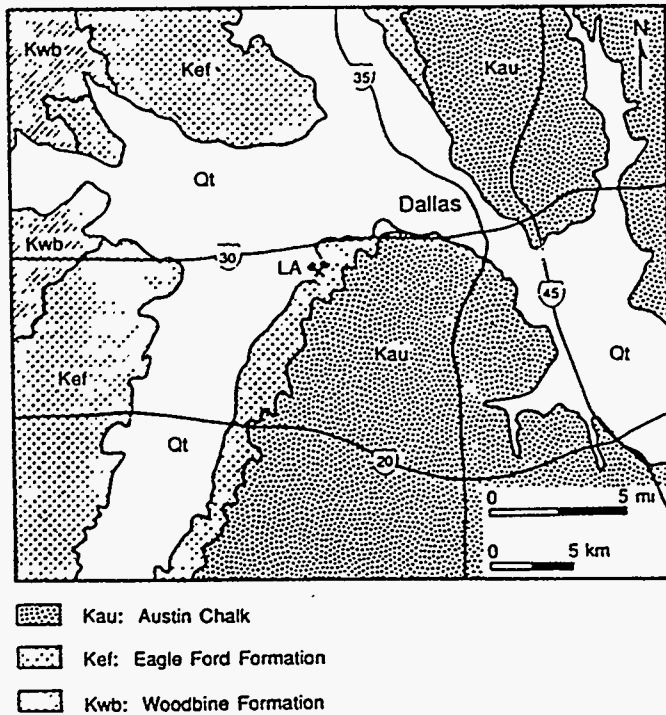 Kwb
Kef
35
Kau
N
Qt
Dallas
Kwb
30
LA
45
Kau
Qt
Kef
Qt
20
0 5 mi
0 5 km
Kau: Austin Chalk
Kef: Eagle Ford Formation
Kwb: Woodbine Formation